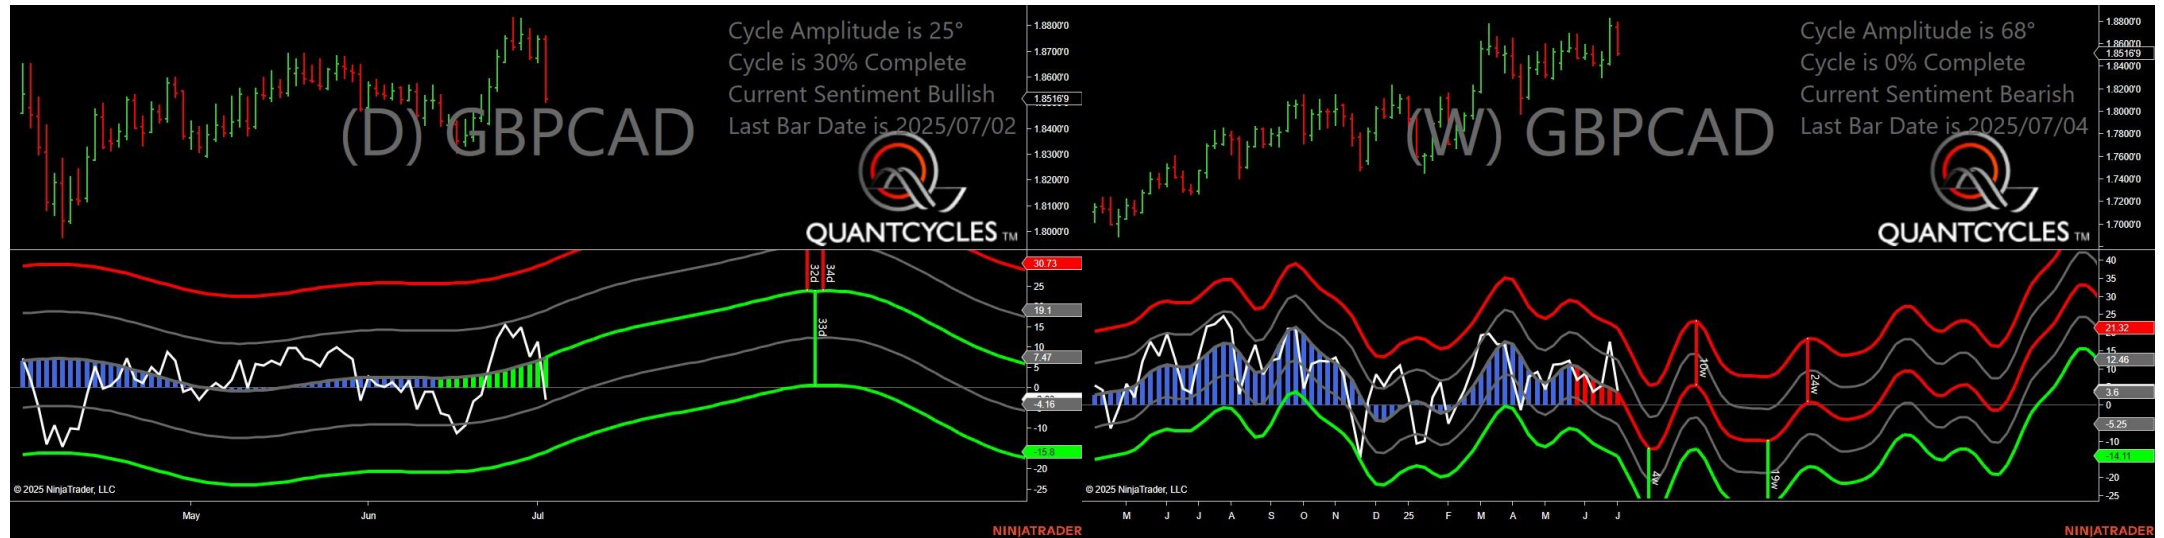 Cycle Amplitude is 25°
Cycle is 30% Complete
Current Sentiment Bullish
Last Bar Date is 2025/07/02
(D) GBPCAD
QUANTCYCLES TM
1.8800'0
1.8700'0
1.8600'0
1.8516'9
1.8400'0
1.8300'0
1.8200'0
1.8100'0
1.8000'0
32d
34d
33d
30.73
25
19.1
15
10
7.47
5
0
-4.16
-10
-15.8
-20
-25
© 2025 NinjaTrader, LLC
May
Jun
Jul
NINJATRADER
Cycle Amplitude is 68°
Cycle is 0% Complete
Current Sentiment Bearish
Last Bar Date is 2025/07/04
(W) GBPCAD
QUANTCYCLES TM
1.8800'0
1.8600'0
1.8516'9
1.8400'0
1.8200'0
1.8000'0
1.7800'0
1.7600'0
1.7400'0
1.7200'0
1.7000'0
10w
24w
4w
19w
40
35
30
25
21.32
15
12.46
10
3.6
0
-5.25
-10
-14.11
-20
-25
© 2025 NinjaTrader, LLC
M J J A S O N D 25 F M A M J J
NINJATRADER